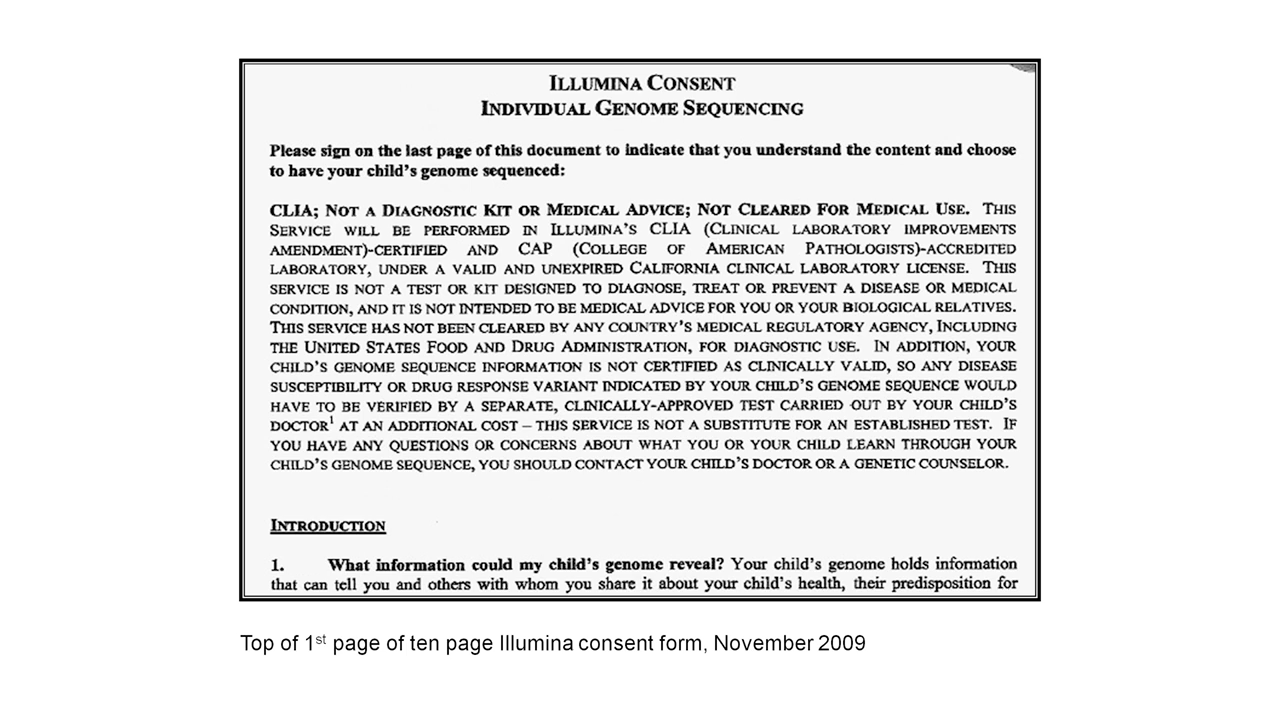 ILLUMINA CONSENT
INDIVIDUAL GENOME SEQUENCING
Please sign on the last page of this document to indicate that you understand the content and choose
to have your child's genome sequenced:
CLIA; NOT A DIAGNOSTIC KIT OR MEDICAL ADVICE; NOT CLEARED FOR MEDICAL USE. THIS
SERVICE WILL BE PERFORMED IN ILLUMINA'S CLIA (CLINICAL LABORATORY IMPROVEMENTS
AMENDMENT)-CERTIFIED AND CAP (COLLEGE OF AMERICAN PATHOLOGISTS)-ACCREDITED
LABORATORY, UNDER A VALID AND UNEXPIRED CALIFORNIA CLINICAL LABORATORY LICENSE. THIS
SERVICE IS NOT A TEST OR KIT DESIGNED TO DIAGNOSE, TREAT OR PREVENT A DISEASE OR MEDICAL
CONDITION, AND IT IS NOT INTENDED TO BE MEDICAL ADVICE FOR YOU OR YOUR BIOLOGICAL RELATIVES.
THIS SERVICE HAS NOT BEEN CLEARED BY ANY COUNTRY'S MEDICAL REGULATORY AGENCY, INCLUDING
THE UNITED STATES FOOD AND DRUG ADMINISTRATION, FOR DIAGNOSTIC USE. IN ADDITION, YOUR
CHILD'S GENOME SEQUENCE INFORMATION IS NOT CERTIFIED AS CLINICALLY VALID, SO ANY DISEASE
SUSCEPTIBILITY OR DRUG RESPONSE VARIANT INDICATED BY YOUR CHILD'S GENOME SEQUENCE WOULD
HAVE TO BE VERIFIED BY A SEPARATE, CLINICALLY-APPROVED TEST CARRIED OUT BY YOUR CHILD'S
DOCTOR¹ AT AN ADDITIONAL COST – THIS SERVICE IS NOT A SUBSTITUTE FOR AN ESTABLISHED TEST. IF
YOU HAVE ANY QUESTIONS OR CONCERNS ABOUT WHAT YOU OR YOUR CHILD LEARN THROUGH YOUR
CHILD'S GENOME SEQUENCE, YOU SHOULD CONTACT YOUR CHILD'S DOCTOR OR A GENETIC COUNSELOR.
INTRODUCTION
1. What information could my child's genome reveal? Your child's genome holds information
that can tell you and others with whom you share it about your child's health, their predisposition for
Top of 1st page of ten page Illumina consent form, November 2009